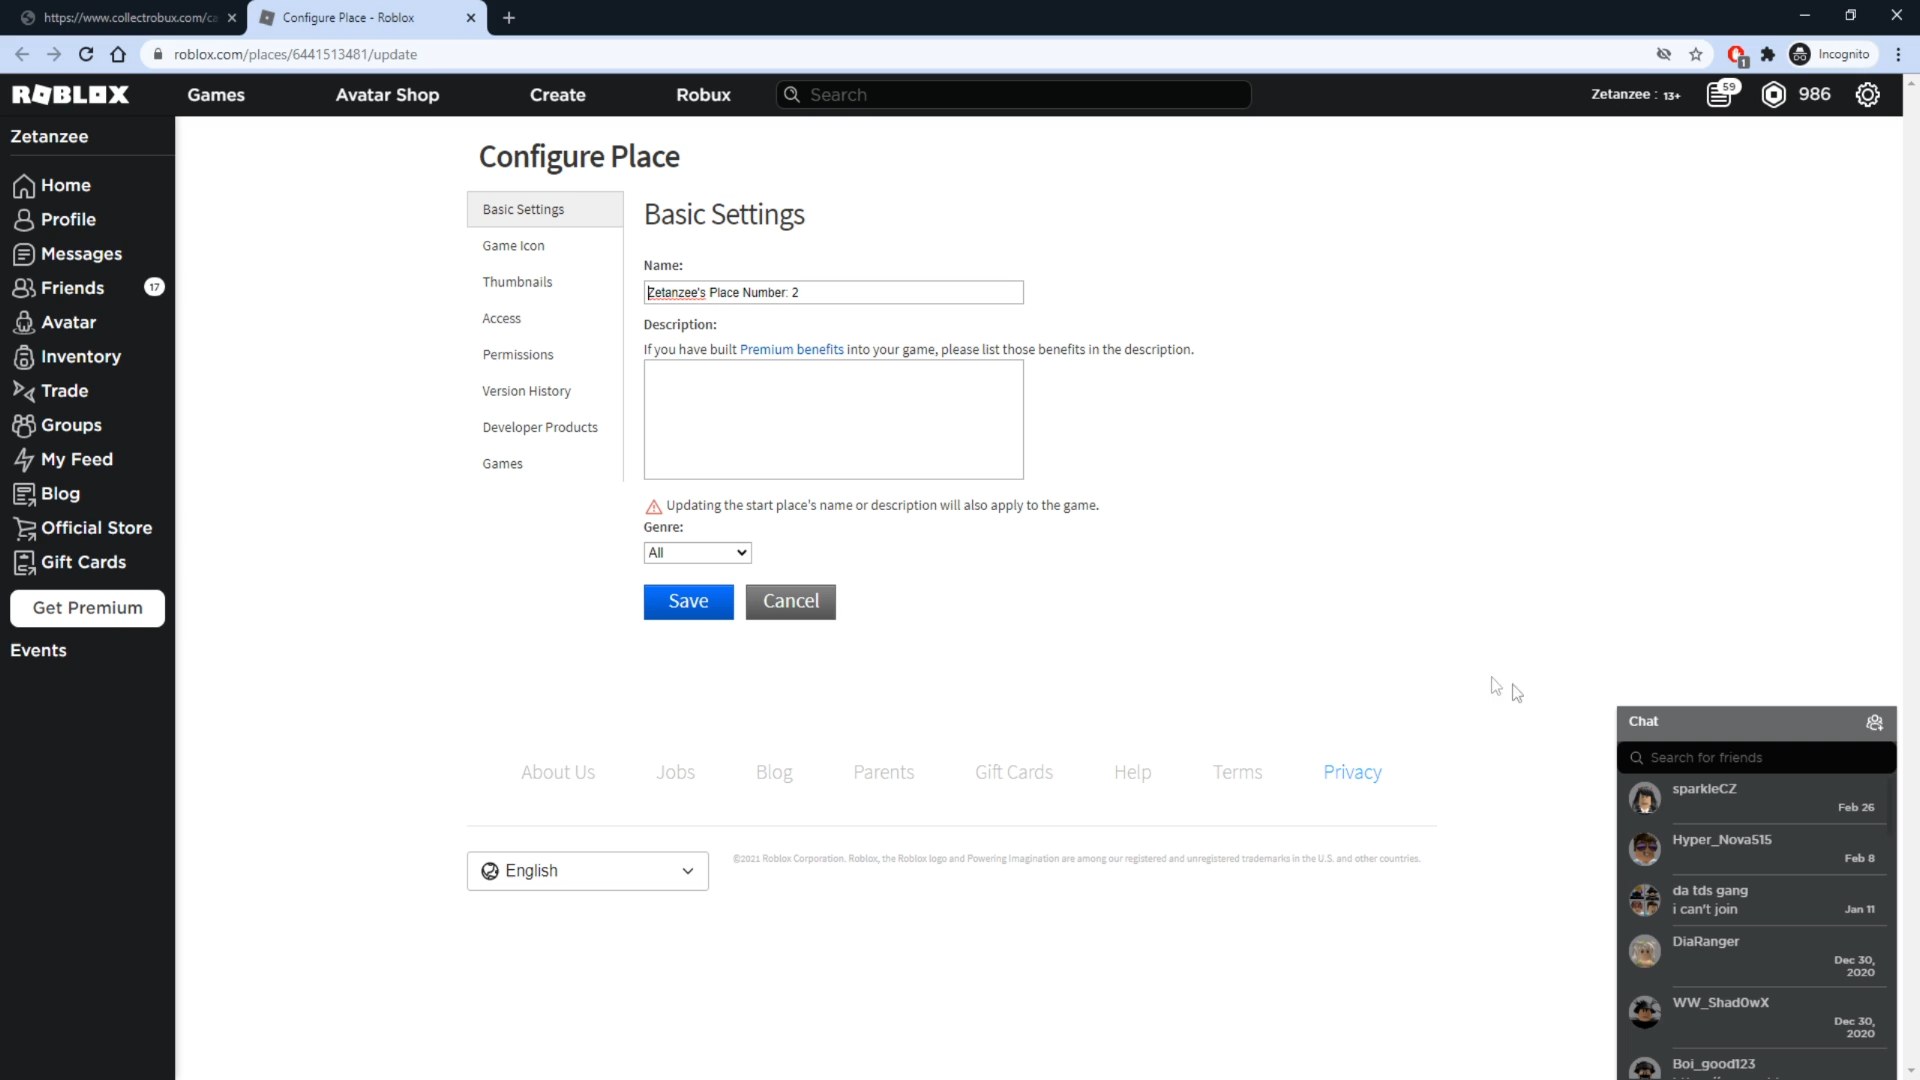 https://www.collectrobux.com/ca
Configure Place - Roblox
roblox.com/places/6441513481/update
1
Incognito
ROBLOX
Games
Avatar Shop
Create
Robux
Search
Zetanzee : 13+
59
986
Zetanzee
Home
Profile
Messages
Friends
17
Avatar
Inventory
Trade
Groups
My Feed
Blog
Official Store
Gift Cards
Get Premium
Events
Configure Place
Basic Settings
Game Icon
Thumbnails
Access
Permissions
Version History
Developer Products
Games
Basic Settings
Name:
Zetanzee's Place Number: 2
Description:
If you have built Premium benefits into your game, please list those benefits in the description.
Updating the start place's name or description will also apply to the game.
Genre:
All
Save
Cancel
About Us
Jobs
Blog
Parents
Gift Cards
Help
Terms
Privacy
English
©2021 Roblox Corporation. Roblox, the Roblox logo and Powering Imagination are among our registered and unregistered trademarks in the U.S. and other countries.
Chat
Search for friends
sparkleCZ
Feb 26
Hyper_Nova515
Feb 8
da tds gang
i can't join
Jan 11
DiaRanger
Dec 30,
2020
WW_Shad0wX
Dec 30,
2020
Boi_good123